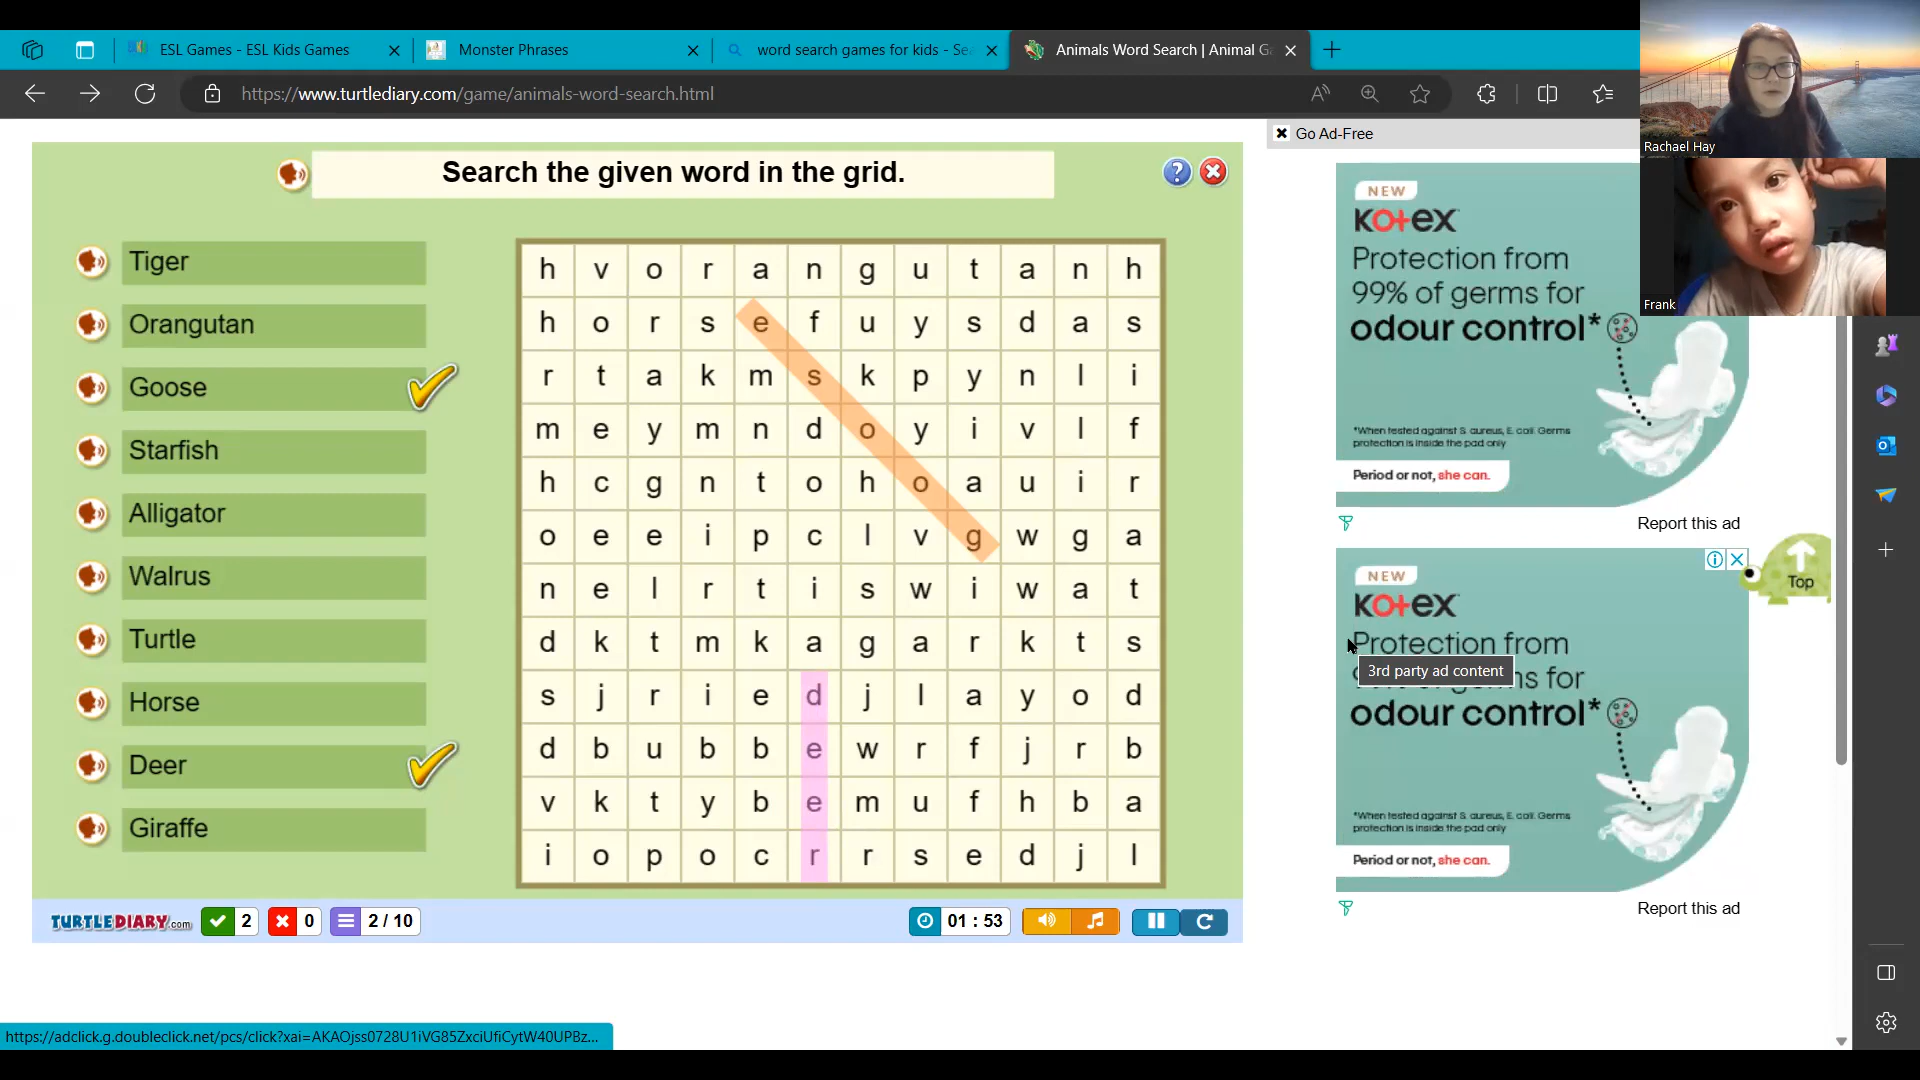 ESL Games - ESL Kids Games
Monster Phrases
word search games for kids - Se
Animals Word Search | Animal G
https://www.turtlediary.com/game/animals-word-search.html
Rachael Hay
Frank
Go Ad-Free
Search the given word in the grid.
Tiger
Orangutan
Goose
Starfish
Alligator
Walrus
Turtle
Horse
Deer
Giraffe
h v o r a n g u t a n h
h o r s e f u y s d a s
r t a k m s k p y n l i
m e y m n d o y i v l f
h c g n t o h o a u i r
o e e i p c l v g w g a
n e l r t i s w i w a t
d k t m k a g a r k t s
s j r i e d j l a y o d
d b u b b e w r f j r b
v k t y b e m u f h b a
i o p o c r r s e d j l
TURTLEDIARY.com
2
0
2 / 10
01 : 53
NEW
KOTEX
Protection from
99% of germs for
odour control*
*When tested against S. aureus, E. coli. Germs
protection is inside the pad only
Period or not, she can.
Report this ad
NEW
KOTEX
Protection from
3rd party ad content
ns for
odour control*
*When tested against S. aureus, E. coli. Germs
protection is inside the pad only
Period or not, she can.
Report this ad
Top
https://adclick.g.doubleclick.net/pcs/click?xai=AKAOjss0728U1iVG85ZxciUfiCytW40UPBz...